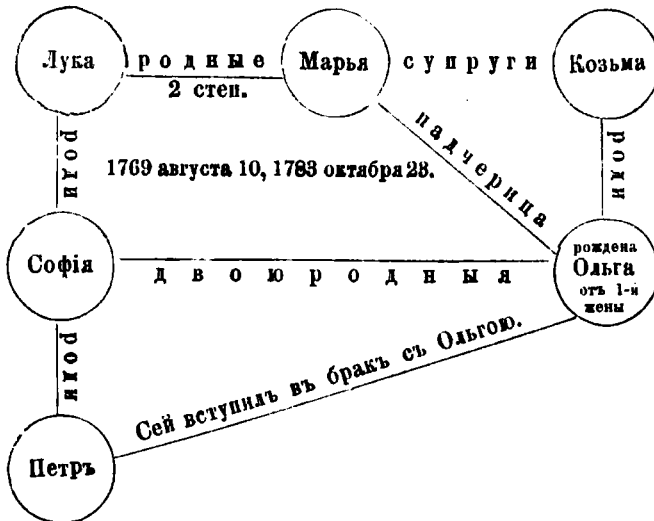 Лука родные Марья супруги Козьма
2 степ.
роди
падчерица
роди
1769 августа 10, 1783 октября 23.
Софія двоюродныя
рождена
Ольга
отъ 1-й
жены
роди
Сей вступилъ въ бракъ съ Ольгою.
Петръ